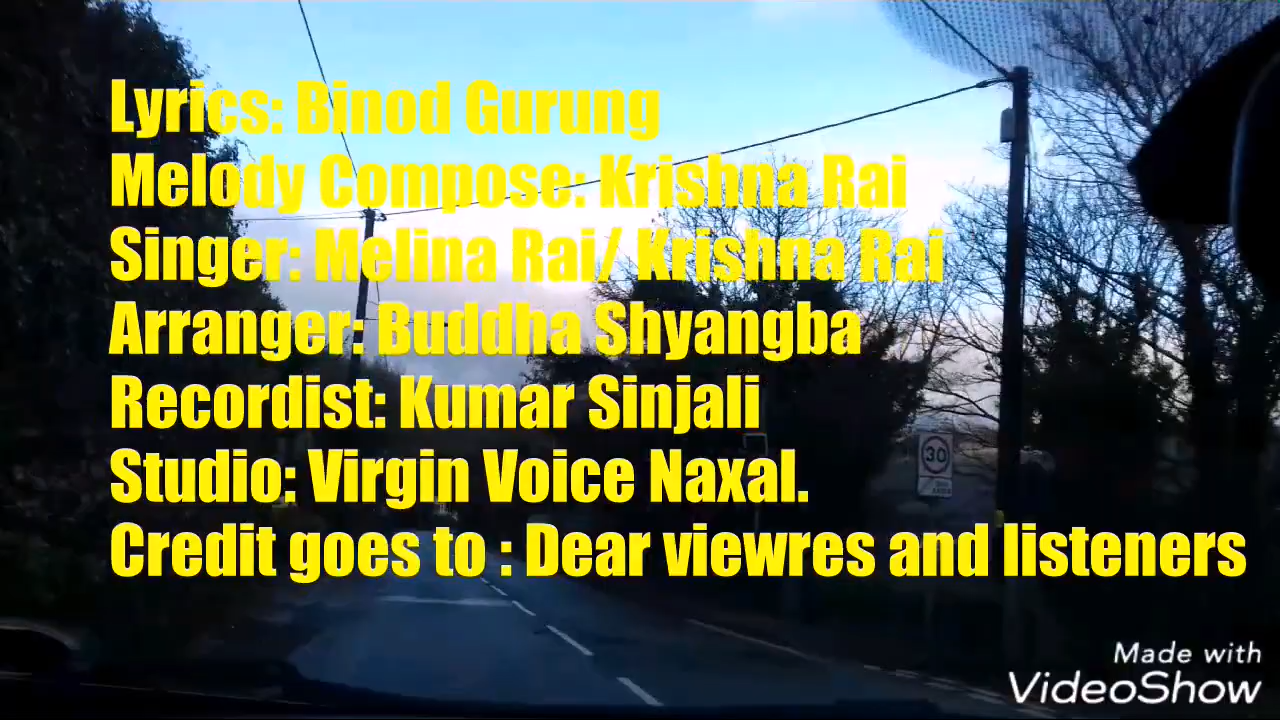 Lyrics: Binod Gurung
Melody Compose: Krishna Rai
Singer: Melina Rai/ Krishna Rai
Arranger: Buddha Shyangba
Recordist: Kumar Sinjali
Studio: Virgin Voice Naxal.
Credit goes to : Dear viewres and listeners
30
Made with
VideoShow